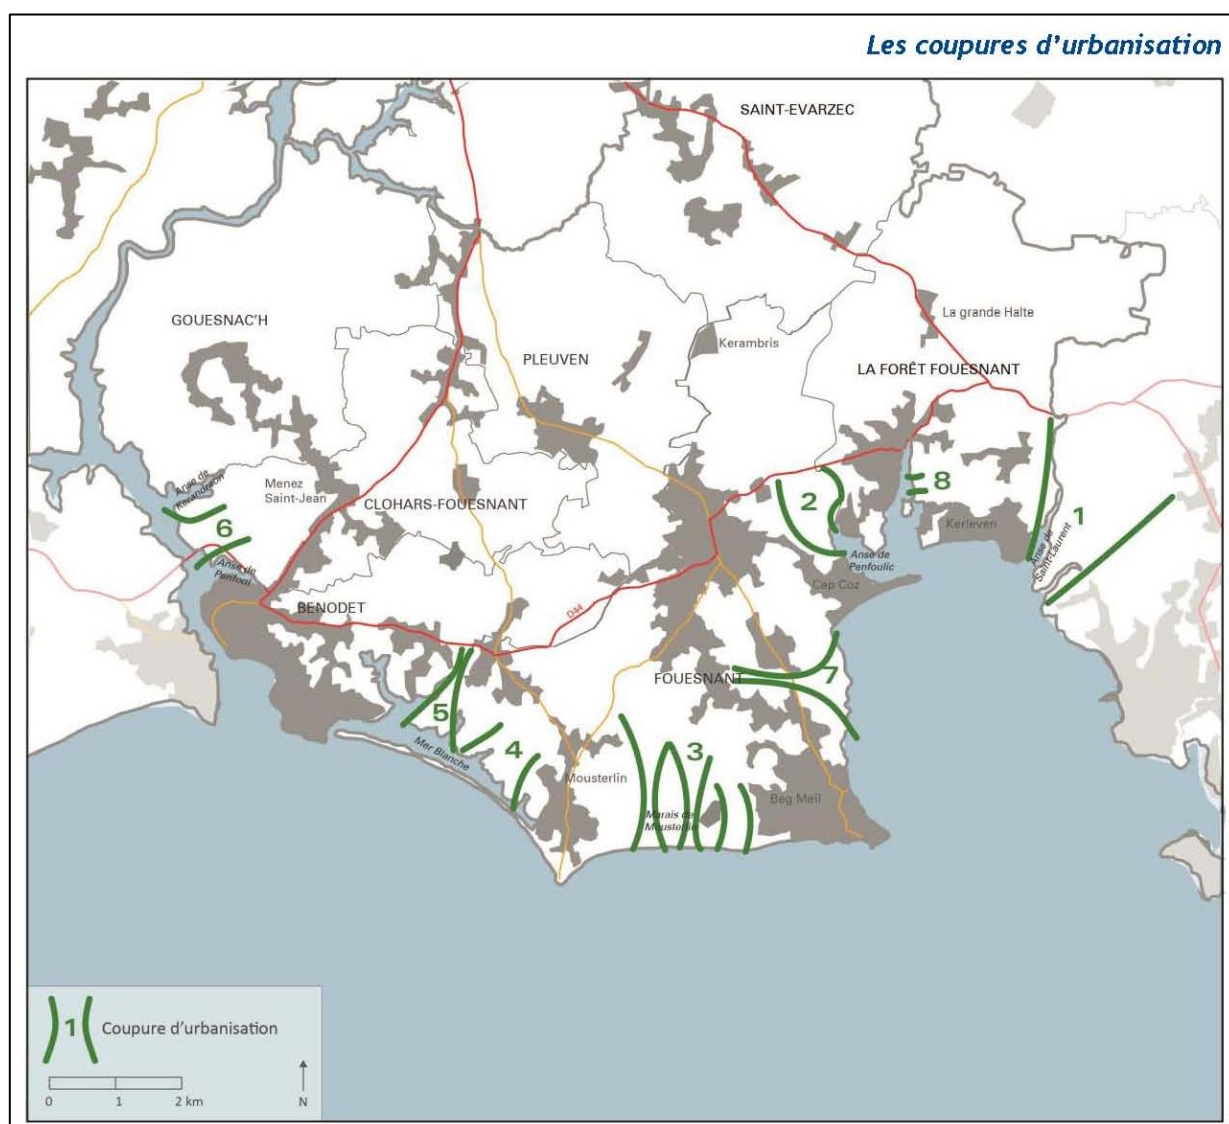 Les coupures d'urbanisation
SAINT-EVARZEC
La grande Halte
GOUESNAC'H
Kerambris
PLEUVEN
LA FORÊT FOUESNANT
Anse de
Kerandraon
Menez
Saint-Jean
CLOHARS-FOUESNANT
2
8
1
6
Kerleven
Anse de
Saint-Laurent
Anse de
Penfoul
Anse de
Penfoulic
Cap Coz
BENODET
D44
FOUESNANT
7
5
Mer Blanche
4
3
Mousterlin
Beg Meil
Marais de
Mousterlin
1
Coupure d'urbanisation
0 1 2 km
N